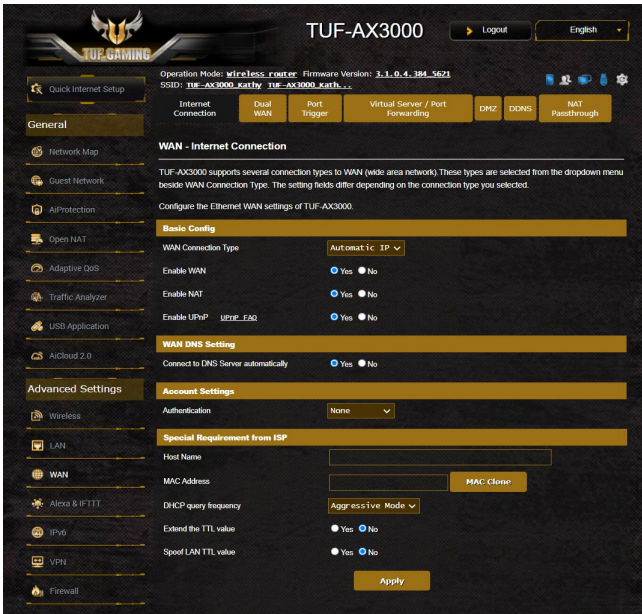 TUF-AX3000
Logout
English
TUF GAMING
Quick Internet Setup
Operation Mode: Wireless router Firmware Version: 3.1.0.4.384_5621
SSID: TUF-AX3000_Kathy TUF-AX3000_Kath...
Internet Connection
Dual WAN
Port Trigger
Virtual Server / Port Forwarding
DMZ
DDNS
NAT Passthrough
General
Network Map
Guest Network
AiProtection
Open NAT
Adaptive QoS
Traffic Analyzer
USB Application
AiCloud 2.0
Advanced Settings
Wireless
LAN
WAN
Alexa & IFTTT
IPv6
VPN
Firewall
WAN - Internet Connection
TUF-AX3000 supports several connection types to WAN (wide area network).These types are selected from the dropdown menu
beside WAN Connection Type. The setting fields differ depending on the connection type you selected.
Configure the Ethernet WAN settings of TUF-AX3000.
Basic Config
WAN Connection Type Automatic IP
Enable WAN Yes No
Enable NAT Yes No
Enable UPnP UPnP FAQ Yes No
WAN DNS Setting
Connect to DNS Server automatically Yes No
Account Settings
Authentication None
Special Requirement from ISP
Host Name
MAC Address MAC Clone
DHCP query frequency Aggressive Mode
Extend the TTL value Yes No
Spoof LAN TTL value Yes No
Apply